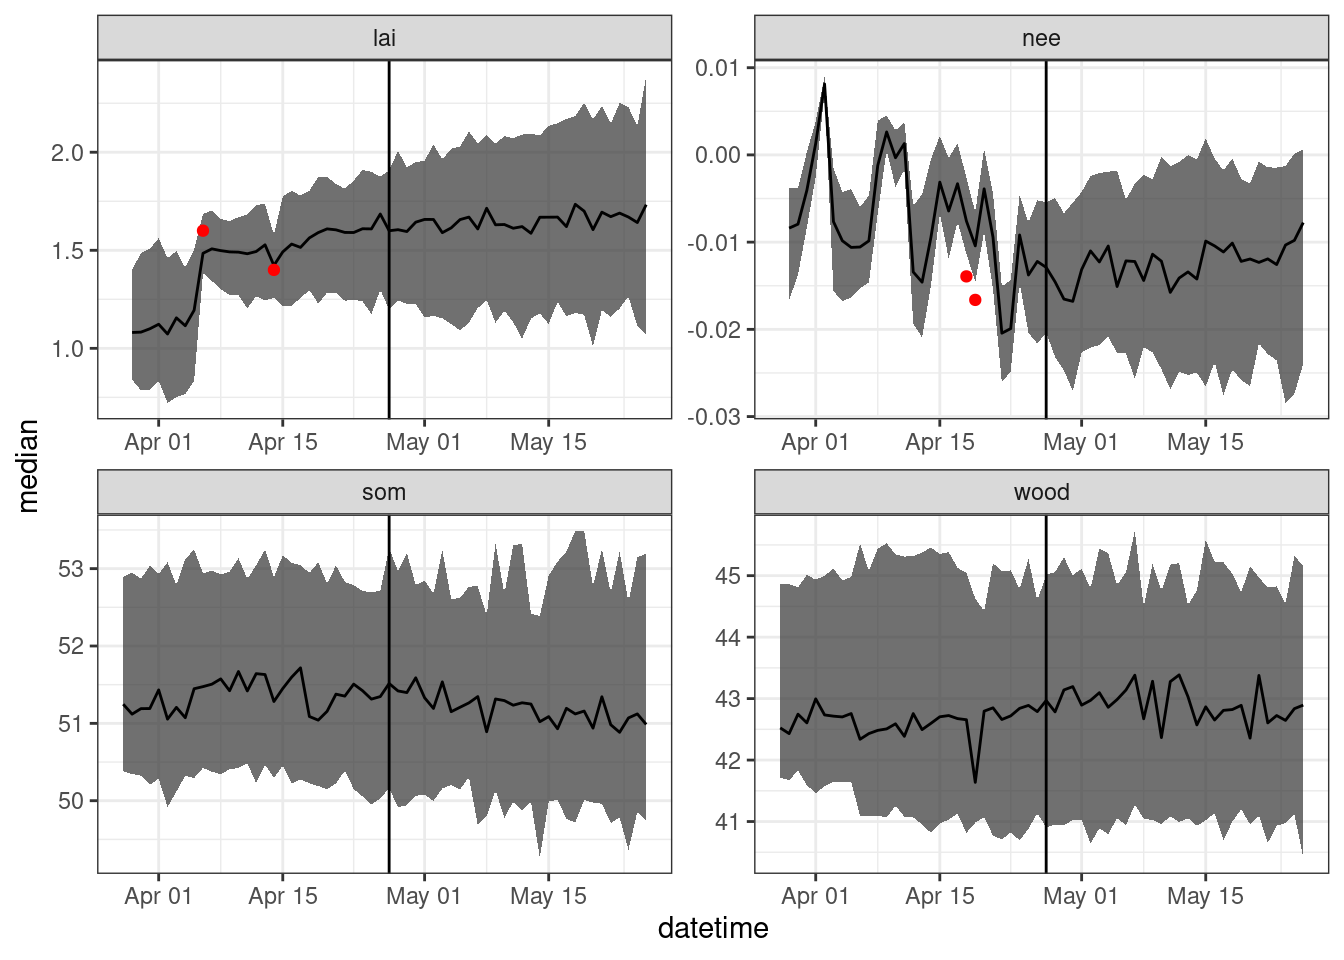 lai
nee
2.0
1.5
1.0
0.01
0.00
-0.01
-0.02
-0.03
Apr 01 Apr 15 May 01 May 15
Apr 01 Apr 15 May 01 May 15
median
som
wood
53
52
51
50
45
44
43
42
41
Apr 01 Apr 15 May 01 May 15
Apr 01 Apr 15 May 01 May 15
datetime